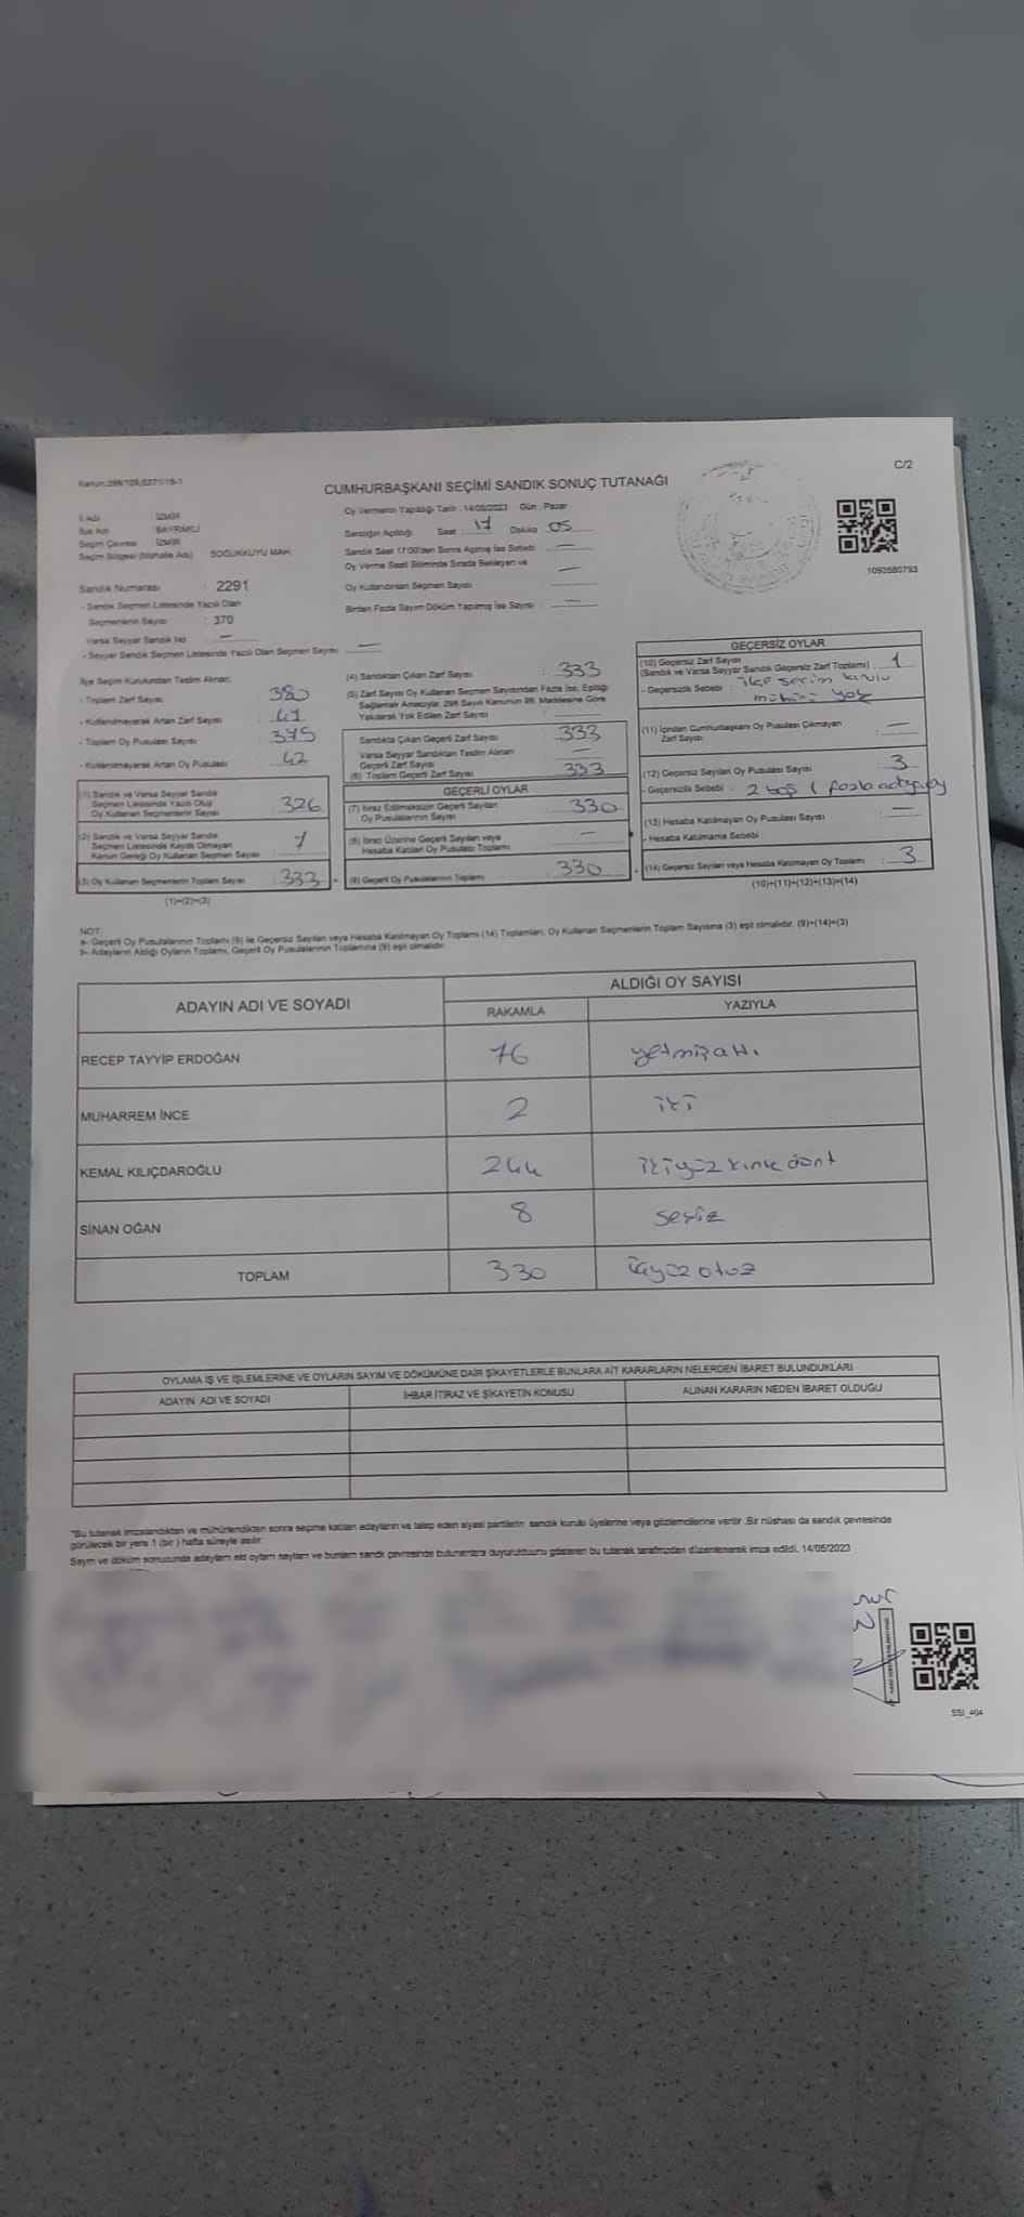 Kanun:298/109,6271/19-1
C/2
CUMHURBAŞKANI SEÇİMİ SANDIK SONUÇ TUTANAĞI
İl Adı İZMİR
İlçe Adı BAYRAKLI
Seçim Çevresi İZMİR
Seçim Bölgesi (Mahalle Adı) SOĞUKKUYU MAH.
Sandık Numarası : 2291
- Sandık Seçmen Listesinde Yazılı Olan
Seçmenlerin Sayısı : 370
Varsa Seyyar Sandık No —
- Seyyar Sandık Seçmen Listesinde Yazılı Olan Seçmen Sayısı —
Oy Vermenin Yapıldığı Tarih : 14/05/2023 Gün : Pazar
Sandığın Açıldığı Saat 17 Dakika 05
Sandık Saat 17:00'den Sonra Açılmış İse Sebebi —
Oy Verme Saati Bitiminde Sırada Bekleyen ve —
Oy Kullandırılan Seçmen Sayısı
Birden Fazla Sayım Döküm Yapılmış İse Sayısı —
1093580793
İlçe Seçim Kurulundan Teslim Alınan:
- Toplam Zarf Sayısı 380
- Kullanılmayarak Artan Zarf Sayısı 47
- Toplam Oy Pusulası Sayısı 375
- Kullanılmayarak Artan Oy Pusulası 42
(1) Sandık ve Varsa Seyyar Sandık
Seçmen Listesinde Yazılı Olup
Oy Kullanan Seçmenlerin Sayısı 326
(2) Sandık ve Varsa Seyyar Sandık
Seçmen Listesinde Kayıtlı Olmayan
Kanun Gereği Oy Kullanan Seçmen Sayısı 7
(3) Oy Kullanan Seçmenlerin Toplam Sayısı : 333
(1)+(2)=(3)
(4) Sandıktan Çıkan Zarf Sayısı : 333
(5) Zarf Sayısı Oy Kullanan Seçmen Sayısından Fazla İse, Eşitliği
Sağlamak Amacıyla, 298 Sayılı Kanunun 98. Maddesine Göre
Yakılarak Yok Edilen Zarf Sayısı
Sandıkta Çıkan Geçerli Zarf Sayısı 333
Varsa Seyyar Sandıktan Teslim Alınan
Geçerli Zarf Sayısı —
(6) Toplam Geçerli Zarf Sayısı 333
GEÇERLİ OYLAR
(7) İtiraz Edilmeksizin Geçerli Sayılan
Oy Pusulalarının Sayısı 330
(8) İtiraz Üzerine Geçerli Sayılan veya
Hesaba Katılan Oy Pusulası Toplamı —
(9) Geçerli Oy Pusulalarının Toplamı 330
GEÇERSİZ OYLAR
(10) Geçersiz Zarf Sayısı
(Sandık ve Varsa Seyyar Sandık Geçersiz Zarf Toplamı) 1
- Geçersizlik Sebebi : ilçe seçim kurulu
mührü yok
(11) İçinden Cumhurbaşkanı Oy Pusulası Çıkmayan
Zarf Sayısı : —
(12) Geçersiz Sayılan Oy Pusulası Sayısı 3
- Geçersizlik Sebebi : 2 boş 1 fazla adaya oy
(13) Hesaba Katılmayan Oy Pusulası Sayısı —
- Hesaba Katılmama Sebebi
(14) Geçersiz Sayılan veya Hesaba Katılmayan Oy Toplamı : 3
(10)+(11)+(12)+(13)=(14)
NOT:
a- Geçerli Oy Pusulalarının Toplamı (9) ile Geçersiz Sayılan veya Hesaba Katılmayan Oy Toplamı (14) Toplamları, Oy Kullanan Seçmenlerin Toplam Sayısına (3) eşit olmalıdır. (9)+(14)=(3)
b- Adayların Aldığı Oyların Toplamı, Geçerli Oy Pusulalarının Toplamına (9) eşit olmalıdır.
ADAYIN ADI VE SOYADI ALDIĞI OY SAYISI
RAKAMLA YAZIYLA
RECEP TAYYİP ERDOĞAN 76 yetmişaltı
MUHARREM İNCE 2 iki
KEMAL KILIÇDAROĞLU 244 ikiyüz kırk dört
SİNAN OĞAN 8 sekiz
TOPLAM 330 üçyüz otuz
OYLAMA İŞ VE İŞLEMLERİNE VE OYLARIN SAYIM VE DÖKÜMÜNE DAİR ŞİKAYETLERLE BUNLARA AİT KARARLARIN NELERDEN İBARET BULUNDUKLARI
ADAYIN ADI VE SOYADI İHBAR İTİRAZ VE ŞİKAYETİN KONUSU ALINAN KARARIN NEDEN İBARET OLDUĞU
*Bu tutanak imzalandıktan ve mühürlendikten sonra seçime katılan adayların ve talep eden siyasi partilerin sandık kurulu üyelerine veya gözlemcilerine verilir. Bir nüshası da sandık çevresinde
görülecek bir yere 1 (bir) hafta süreyle asılır.
Sayım ve döküm sonucunda adayların elde ettikleri oyların sayıları ve bunların sandık çevresinde bulunanlara duyurulduğunu gösteren bu tutanak tarafımızdan düzenlenerek imza edildi. 14/05/2023
SSI_404